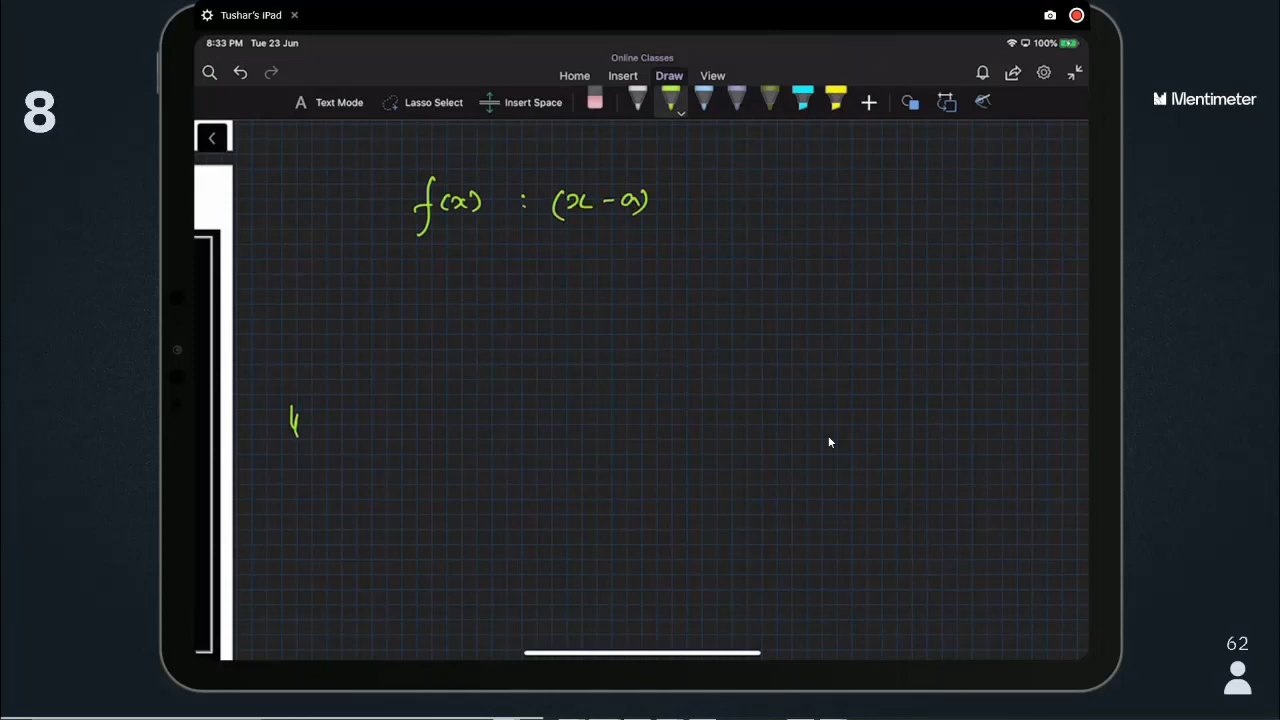 Tushar's iPad ×
8:33 PM Tue 23 Jun
100%
Online Classes
Home Insert Draw View
A Text Mode Lasso Select Insert Space
8
Mentimeter
f(x) : (x - a)
62